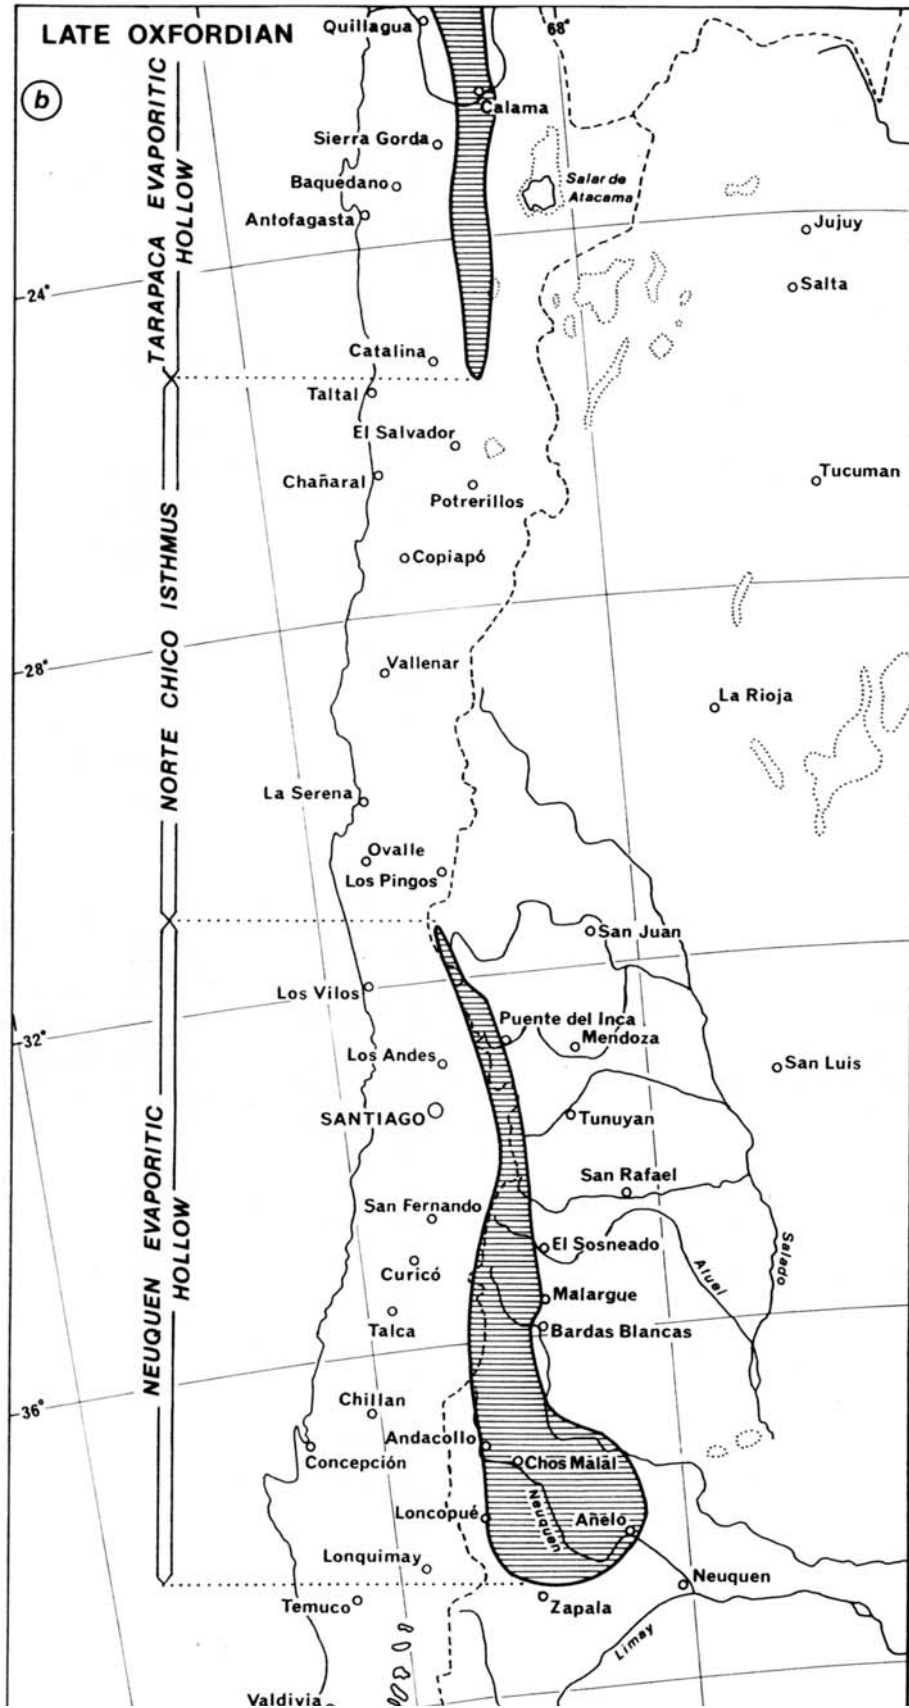 LATE OXFORDIAN
b
Quillagua
68°
Calama
Sierra Gorda
Baquedano
Antofagasta
Salar de
Atacama
Jujuy
24°
Salta
TARAPACA EVAPORITIC
HOLLOW
Catalina
Taltal
El Salvador
Chañaral
Potrerillos
Tucuman
Copiapó
NORTE CHICO ISTHMUS
28°
Vallenar
La Rioja
La Serena
Ovalle
Los Pingos
San Juan
Los Vilos
Puente del Inca
Mendoza
32°
Los Andes
San Luis
SANTIAGO
Tunuyan
San Rafael
San Fernando
El Sosneado
Salado
Atuel
Curicó
NEUQUEN EVAPORITIC
HOLLOW
Malargue
Talca
Bardas Blancas
36°
Chillan
Andacollo
Concepción
Chos Malal
Neuquen
Loncopué
Añelo
Lonquimay
Neuquen
Temuco
Zapala
Limay
Valdivia